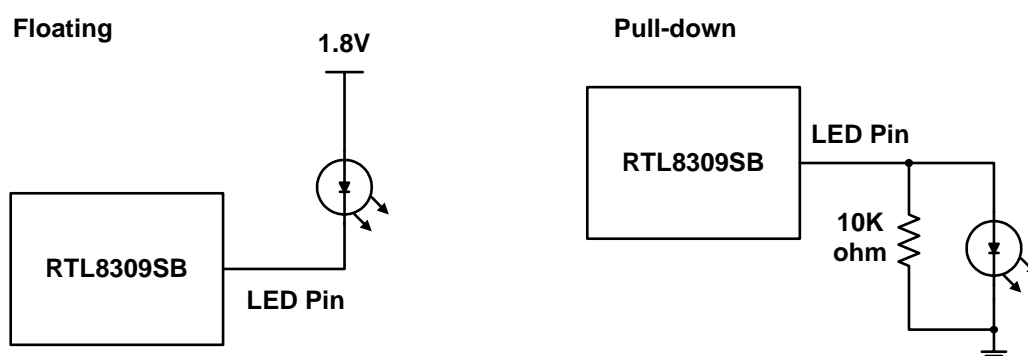 Floating
1.8V
RTL8309SB
LED Pin
Pull-down
LED Pin
RTL8309SB
10K
ohm